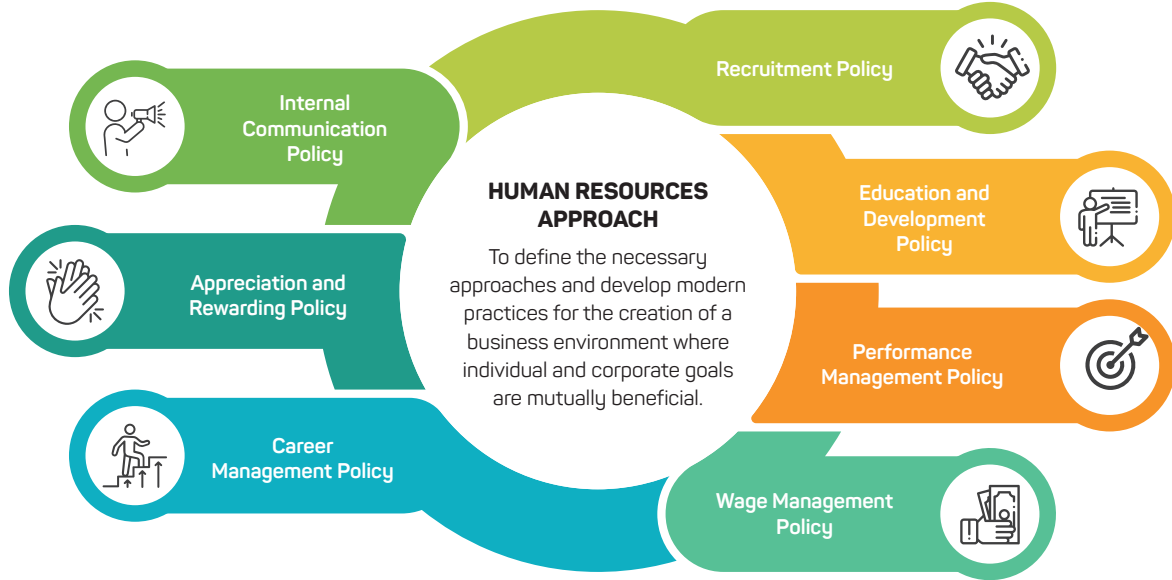 HUMAN RESOURCES
APPROACH
To define the necessary
approaches and develop modern
practices for the creation of a
business environment where
individual and corporate goals
are mutually beneficial.
Recruitment Policy
Education and
Development
Policy
Performance
Management Policy
Wage Management
Policy
Career
Management Policy
Appreciation and
Rewarding Policy
Internal
Communication
Policy